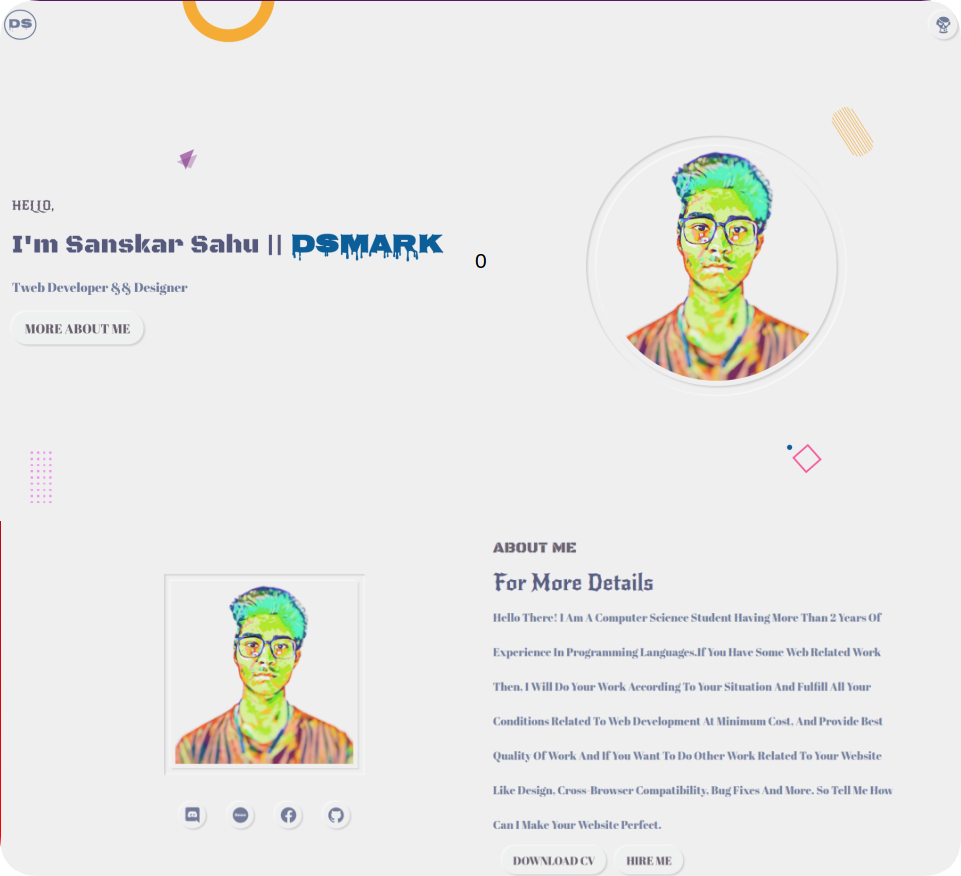 DS
HELLO,
I'm Sanskar Sahu || DSMARK
0
Tweb Developer && Designer
MORE ABOUT ME
ABOUT ME
For More Details
Hello There! I Am A Computer Science Student Having More Than 2 Years Of
Experience In Programming Languages.If You Have Some Web Related Work
Then, I Will Do Your Work According To Your Situation And Fulfill All Your
Conditions Related To Web Development At Minimum Cost. And Provide Best
Quality Of Work And If You Want To Do Other Work Related To Your Website
Like Design, Cross-Browser Compatibility, Bug Fixes And More. So Tell Me How
Can I Make Your Website Perfect.
DOWNLOAD CV
HIRE ME